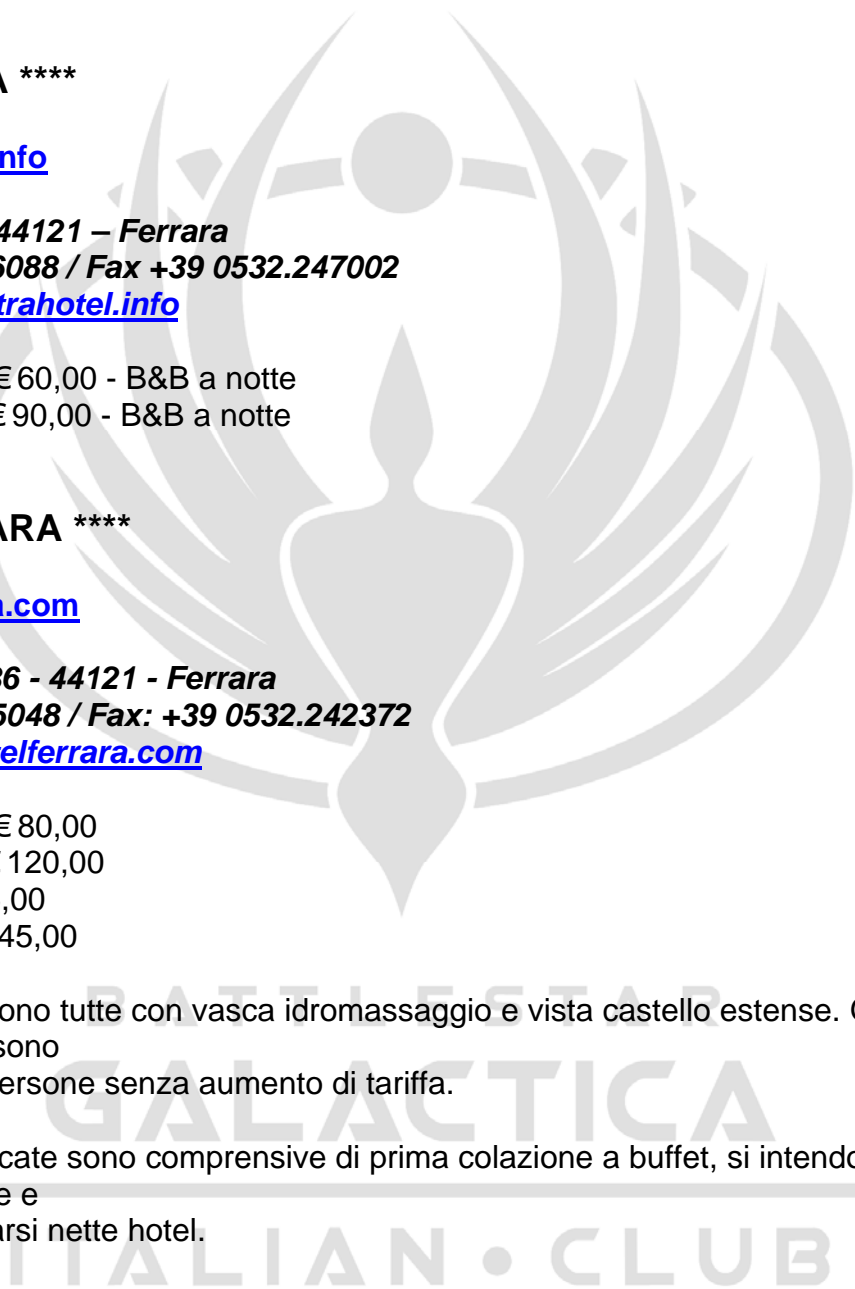 A ****
nfo
44121 – Ferrara
6088 / Fax +39 0532.247002
trahotel.info
€ 60,00 - B&B a notte
€ 90,00 - B&B a notte
ARA ****
a.com
36 - 44121 - Ferrara
5048 / Fax: +39 0532.242372
elferrara.com
€ 80,00
€ 120,00
,00
45,00
ono tutte con vasca idromassaggio e vista castello estense.
BATTLESTAR
sono
ersone senza aumento di tariffa.
GALACTICA
cate sono comprensive di prima colazione a buffet, si intendo
e e
arsi nette hotel.
ITALIAN • CLUB